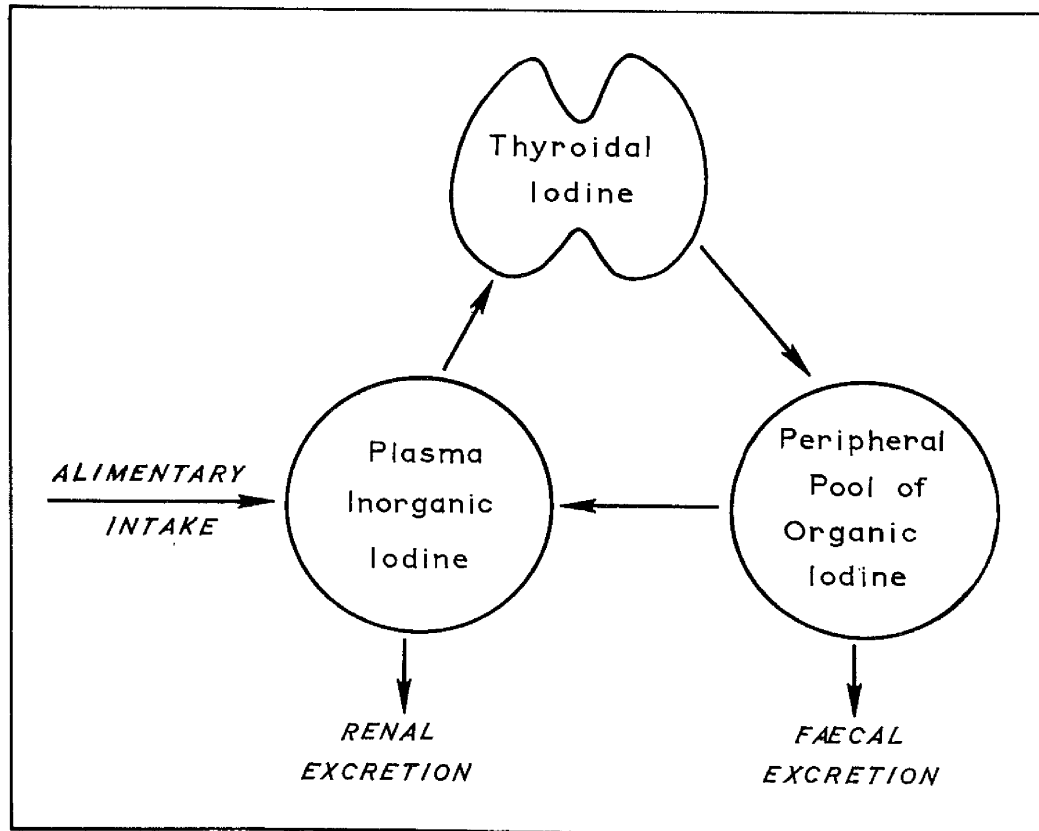 Thyroidal
Iodine
Plasma
Inorganic
Iodine
Peripheral
Pool of
Organic
Iodine
ALIMENTARY
INTAKE
RENAL
EXCRETION
FAECAL
EXCRETION